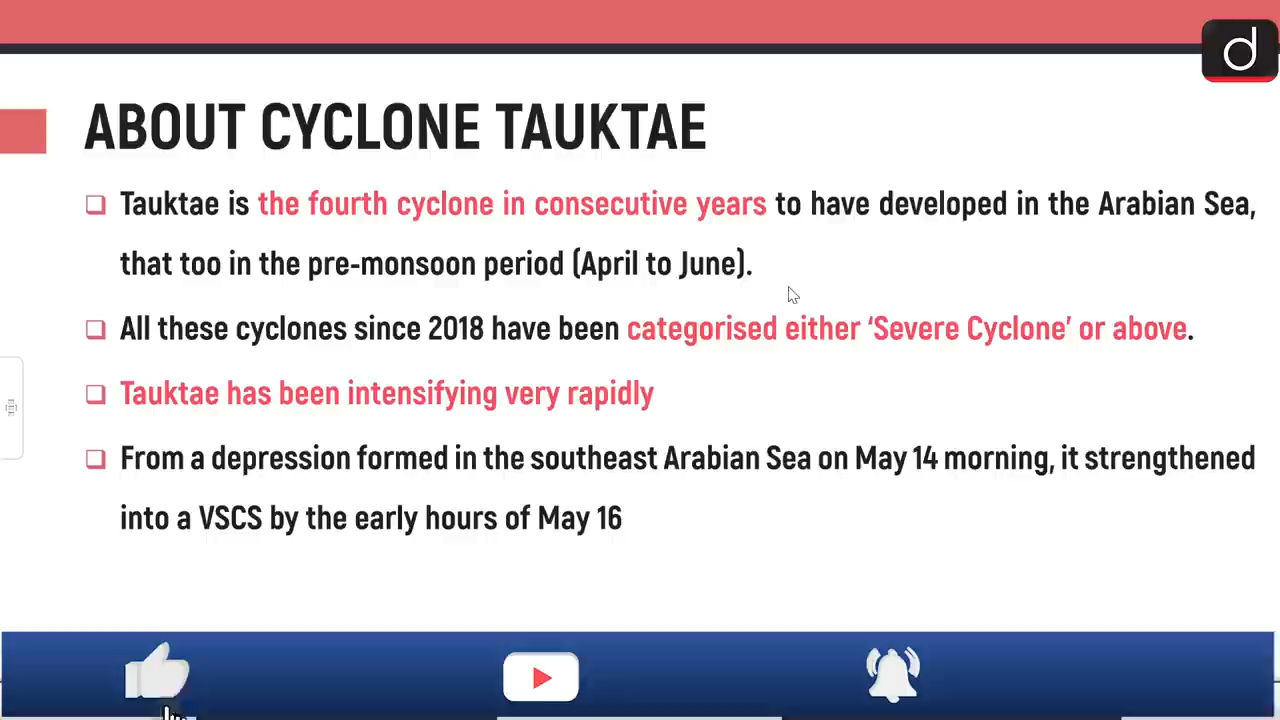 d
ABOUT CYCLONE TAUKTAE
Tauktae is the fourth cyclone in consecutive years to have developed in the Arabian Sea,
that too in the pre-monsoon period (April to June).
All these cyclones since 2018 have been categorised either ‘Severe Cyclone’ or above.
Tauktae has been intensifying very rapidly
From a depression formed in the southeast Arabian Sea on May 14 morning, it strengthened
into a VSCS by the early hours of May 16